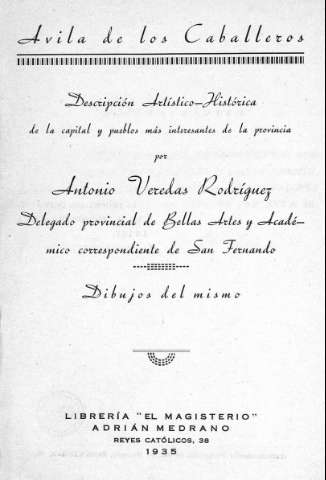 Avila de los Caballeros
Descripción Artístico-Histórica
de la capital y pueblos más interesantes de la provincia
por
Antonio Veredas Rodríguez
Delegado provincial de Bellas Artes y Acadé-
mico correspondiente de San Fernando
Dibujos del mismo
LIBRERÍA "EL MAGISTERIO"
ADRIÁN MEDRANO
REYES CATÓLICOS, 38
1935